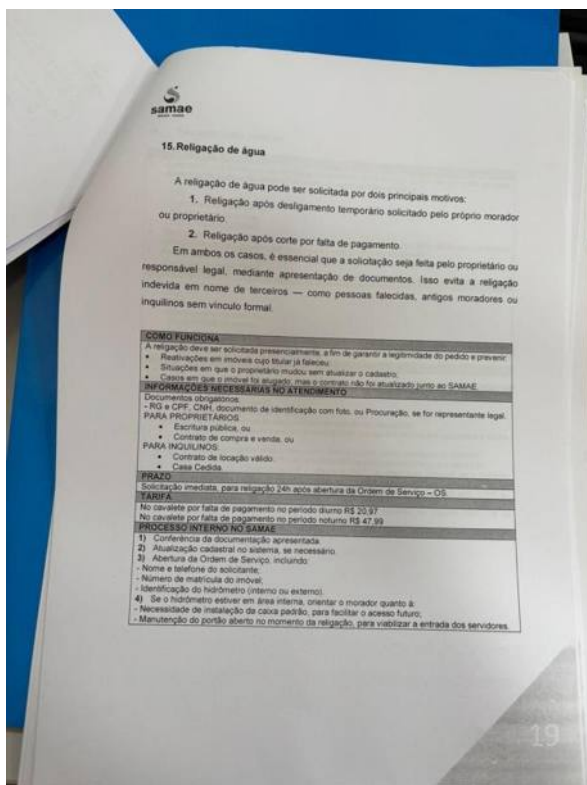 samae
15. Religação de água
A religação de água pode ser solicitada por dois principais motivos:
1. Religação após desligamento temporário solicitado pelo próprio morador
ou proprietário.
2. Religação após corte por falta de pagamento.
Em ambos os casos, é essencial que a solicitação seja feita pelo proprietário ou
responsável legal, mediante apresentação de documentos. Isso evita a religação
indevida em nome de terceiros — como pessoas falecidas, antigos moradores ou
inquilinos sem vínculo formal.
COMO FUNCIONA
A religação deve ser solicitada presencialmente, a fim de garantir a legitimidade do pedido e prevenir:
• Reativações em imóveis cujo titular já faleceu;
• Situações em que o proprietário mudou sem atualizar o cadastro;
• Casos em que o imóvel foi alugado, mas o contrato não foi atualizado junto ao SAMAE.
INFORMAÇÕES NECESSÁRIAS NO ATENDIMENTO
Documentos obrigatórios:
- RG e CPF, CNH, documento de identificação com foto, ou Procuração, se for representante legal.
PARA PROPRIETÁRIOS
• Escritura pública, ou
• Contrato de compra e venda, ou
PARA INQUILINOS:
• Contrato de locação válido.
• Casa Cedida.
PRAZO
Solicitação imediata, para religação 24h após abertura da Ordem de Serviço – OS.
TARIFA
No cavalete por falta de pagamento no período diurno R$ 20,97
No cavalete por falta de pagamento no período noturno R$ 47,99
PROCESSO INTERNO NO SAMAE
1) Conferência da documentação apresentada.
2) Atualização cadastral no sistema, se necessário.
3) Abertura da Ordem de Serviço, incluindo:
- Nome e telefone do solicitante;
- Número de matrícula do imóvel;
- Identificação do hidrômetro (interno ou externo).
4) Se o hidrômetro estiver em área interna, orientar o morador quanto à:
- Necessidade de instalação da caixa padrão, para facilitar o acesso futuro;
- Manutenção do portão aberto no momento da religação, para viabilizar a entrada dos servidores.
19